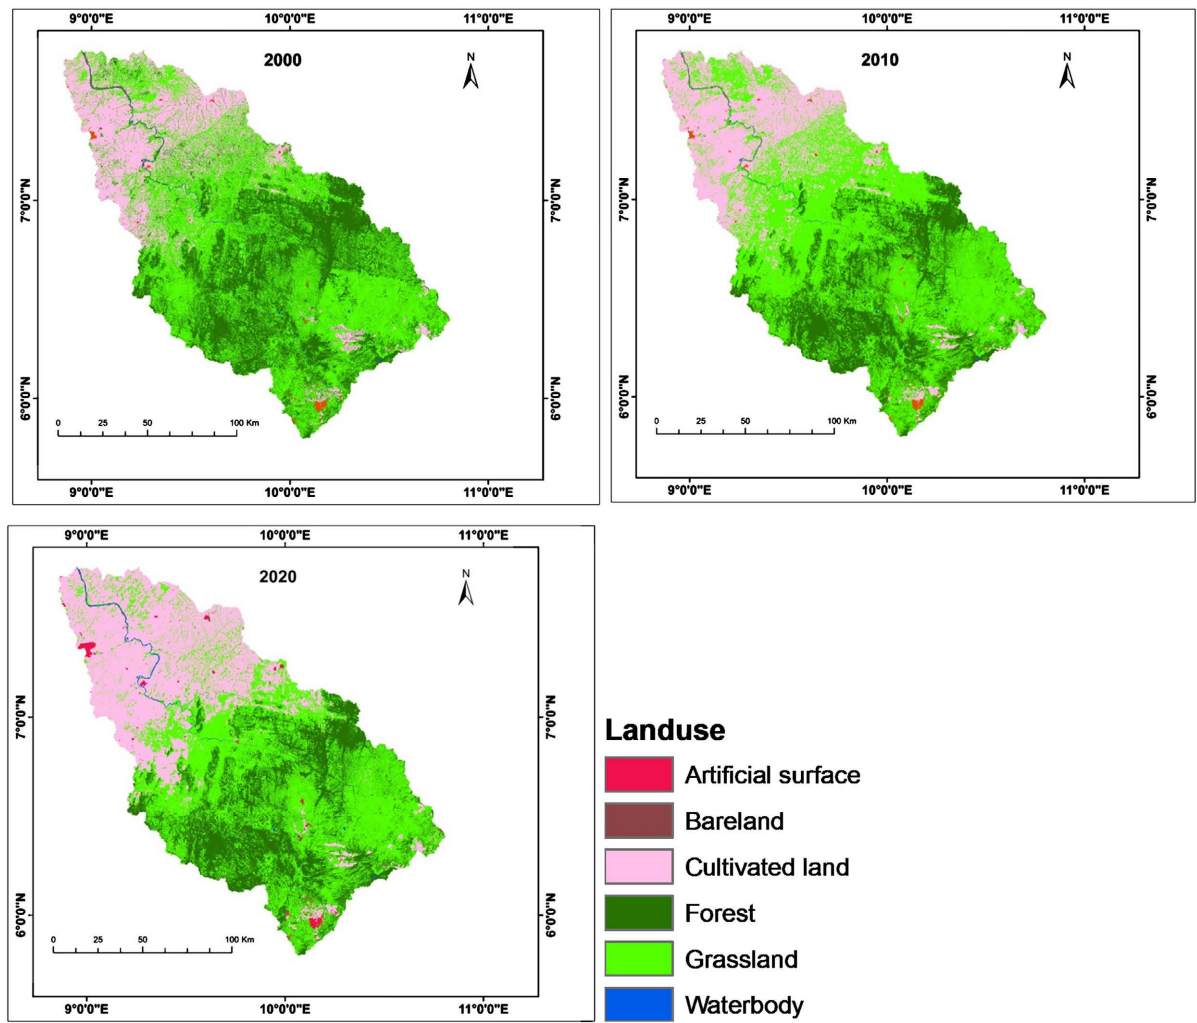 9°0'0"E 10°0'0"E 11°0'0"E
2000
N
7°0'0"N 7°0'0"N
6°0'0"N 6°0'0"N
0 25 50 100 Km
9°0'0"E 10°0'0"E 11°0'0"E
9°0'0"E 10°0'0"E 11°0'0"E
2010
N
7°0'0"N 7°0'0"N
6°0'0"N 6°0'0"N
0 25 50 100 Km
9°0'0"E 10°0'0"E 11°0'0"E
9°0'0"E 10°0'0"E 11°0'0"E
2020
N
7°0'0"N 7°0'0"N
6°0'0"N 6°0'0"N
0 25 50 100 Km
9°0'0"E 10°0'0"E 11°0'0"E
Landuse
Artificial surface
Bareland
Cultivated land
Forest
Grassland
Waterbody